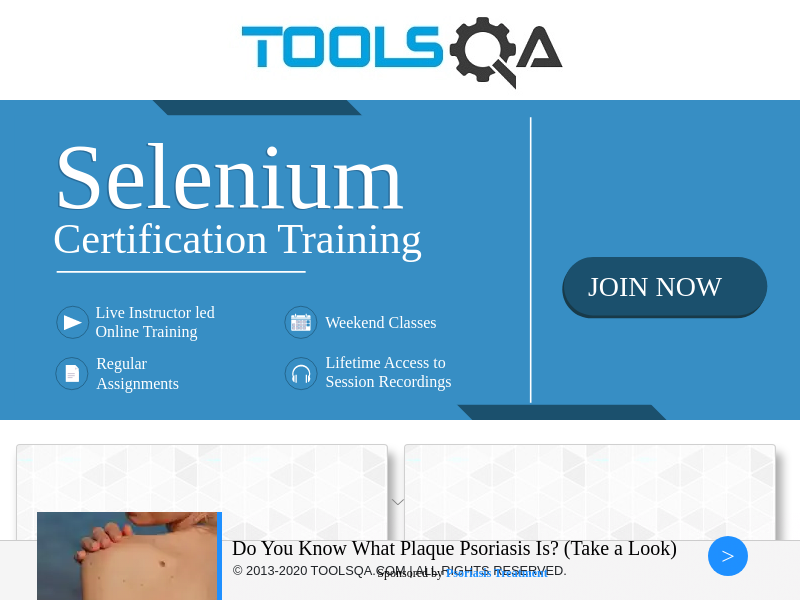 TOOLSQA
Selenium
Certification Training
JOIN NOW
Live Instructor led
Online Training
Weekend Classes
Regular
Assignments
Lifetime Access to
Session Recordings
Do You Know What Plaque Psoriasis Is? (Take a Look)
>
© 2013-2020 TOOLSQA.COM | ALL RIGHTS RESERVED.
Sponsored by Psoriasis Treatment